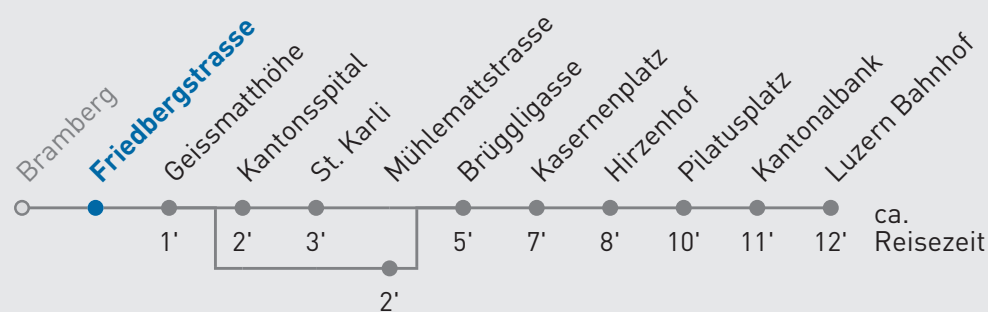 Bramberg
Friedbergstrasse
Geissmatthöhe
Kantonsspital
St. Karli
Mühlemattstrasse
Brüggligasse
Kasernenplatz
Hirzenhof
Pilatusplatz
Kantonalbank
Luzern Bahnhof
1' 2' 3' 5' 7' 8' 10' 11' 12'
ca.
Reisezeit
2'